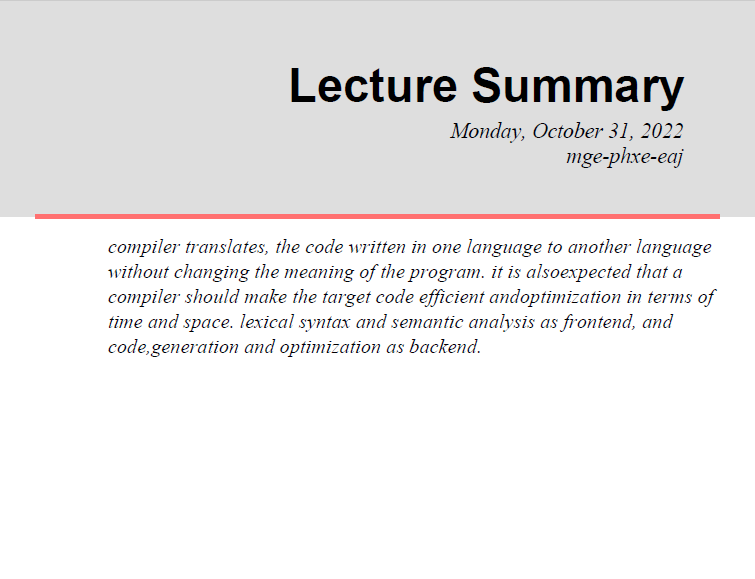 Lecture Summary
Monday, October 31, 2022
mge-phxe-eaj
compiler translates, the code written in one language to another language
without changing the meaning of the program. it is alsoexpected that a
compiler should make the target code efficient andoptimization in terms of
time and space. lexical syntax and semantic analysis as frontend, and
code,generation and optimization as backend.